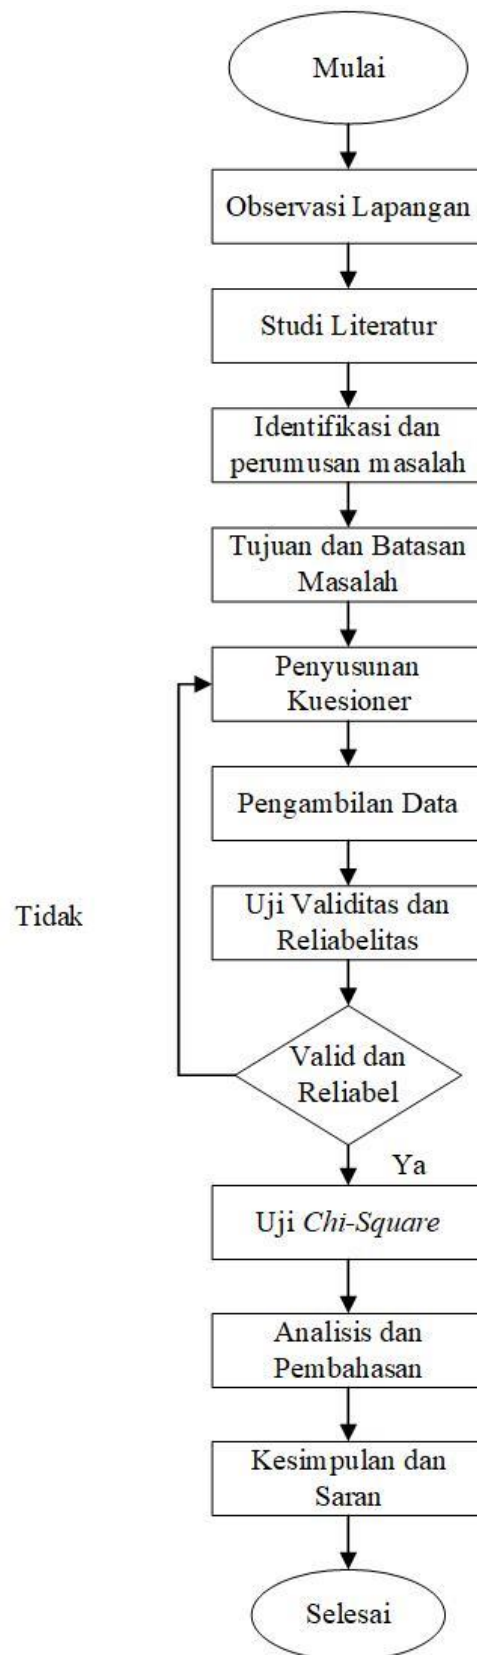 Mulai
Observasi Lapangan
Studi Literatur
Identifikasi dan
perumusan masalah
Tujuan dan Batasan
Masalah
Penyusunan
Kuesioner
Pengambilan Data
Uji Validitas dan
Reliabelitas
Tidak
Valid dan
Reliabel
Ya
Uji Chi-Square
Analisis dan
Pembahasan
Kesimpulan dan
Saran
Selesai